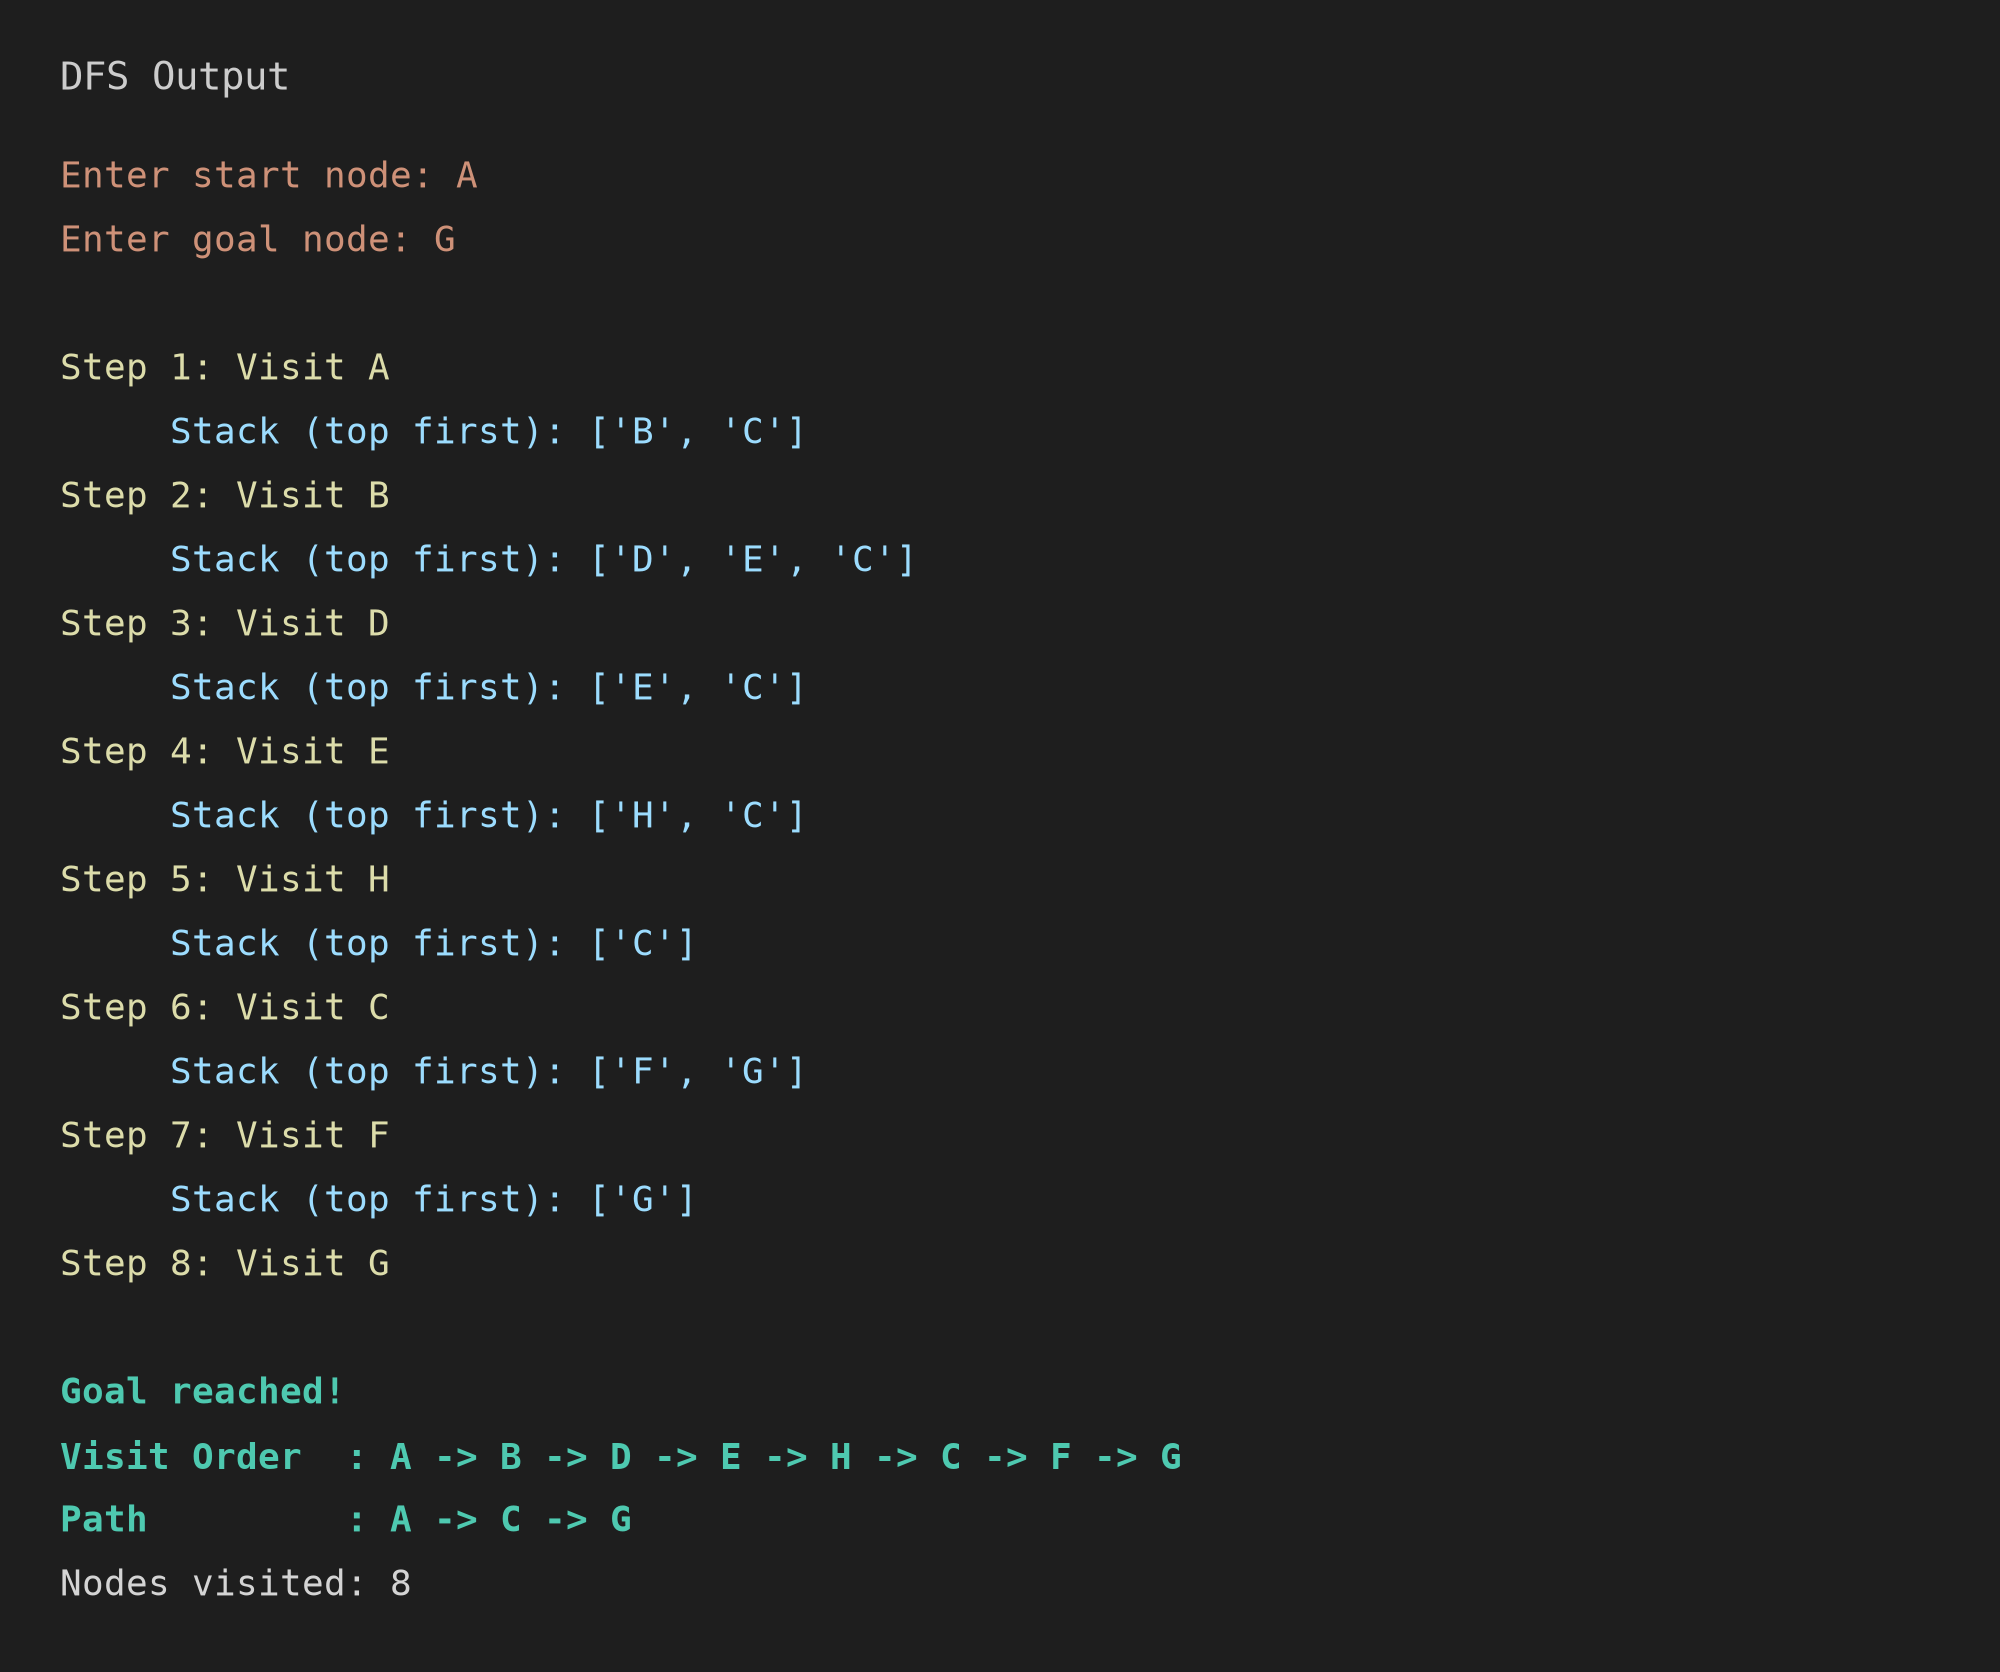 DFS Output
Enter start node: A
Enter goal node: G
Step 1: Visit A
     Stack (top first): ['B', 'C']
Step 2: Visit B
     Stack (top first): ['D', 'E', 'C']
Step 3: Visit D
     Stack (top first): ['E', 'C']
Step 4: Visit E
     Stack (top first): ['H', 'C']
Step 5: Visit H
     Stack (top first): ['C']
Step 6: Visit C
     Stack (top first): ['F', 'G']
Step 7: Visit F
     Stack (top first): ['G']
Step 8: Visit G
Goal reached!
Visit Order  : A -> B -> D -> E -> H -> C -> F -> G
Path         : A -> C -> G
Nodes visited: 8